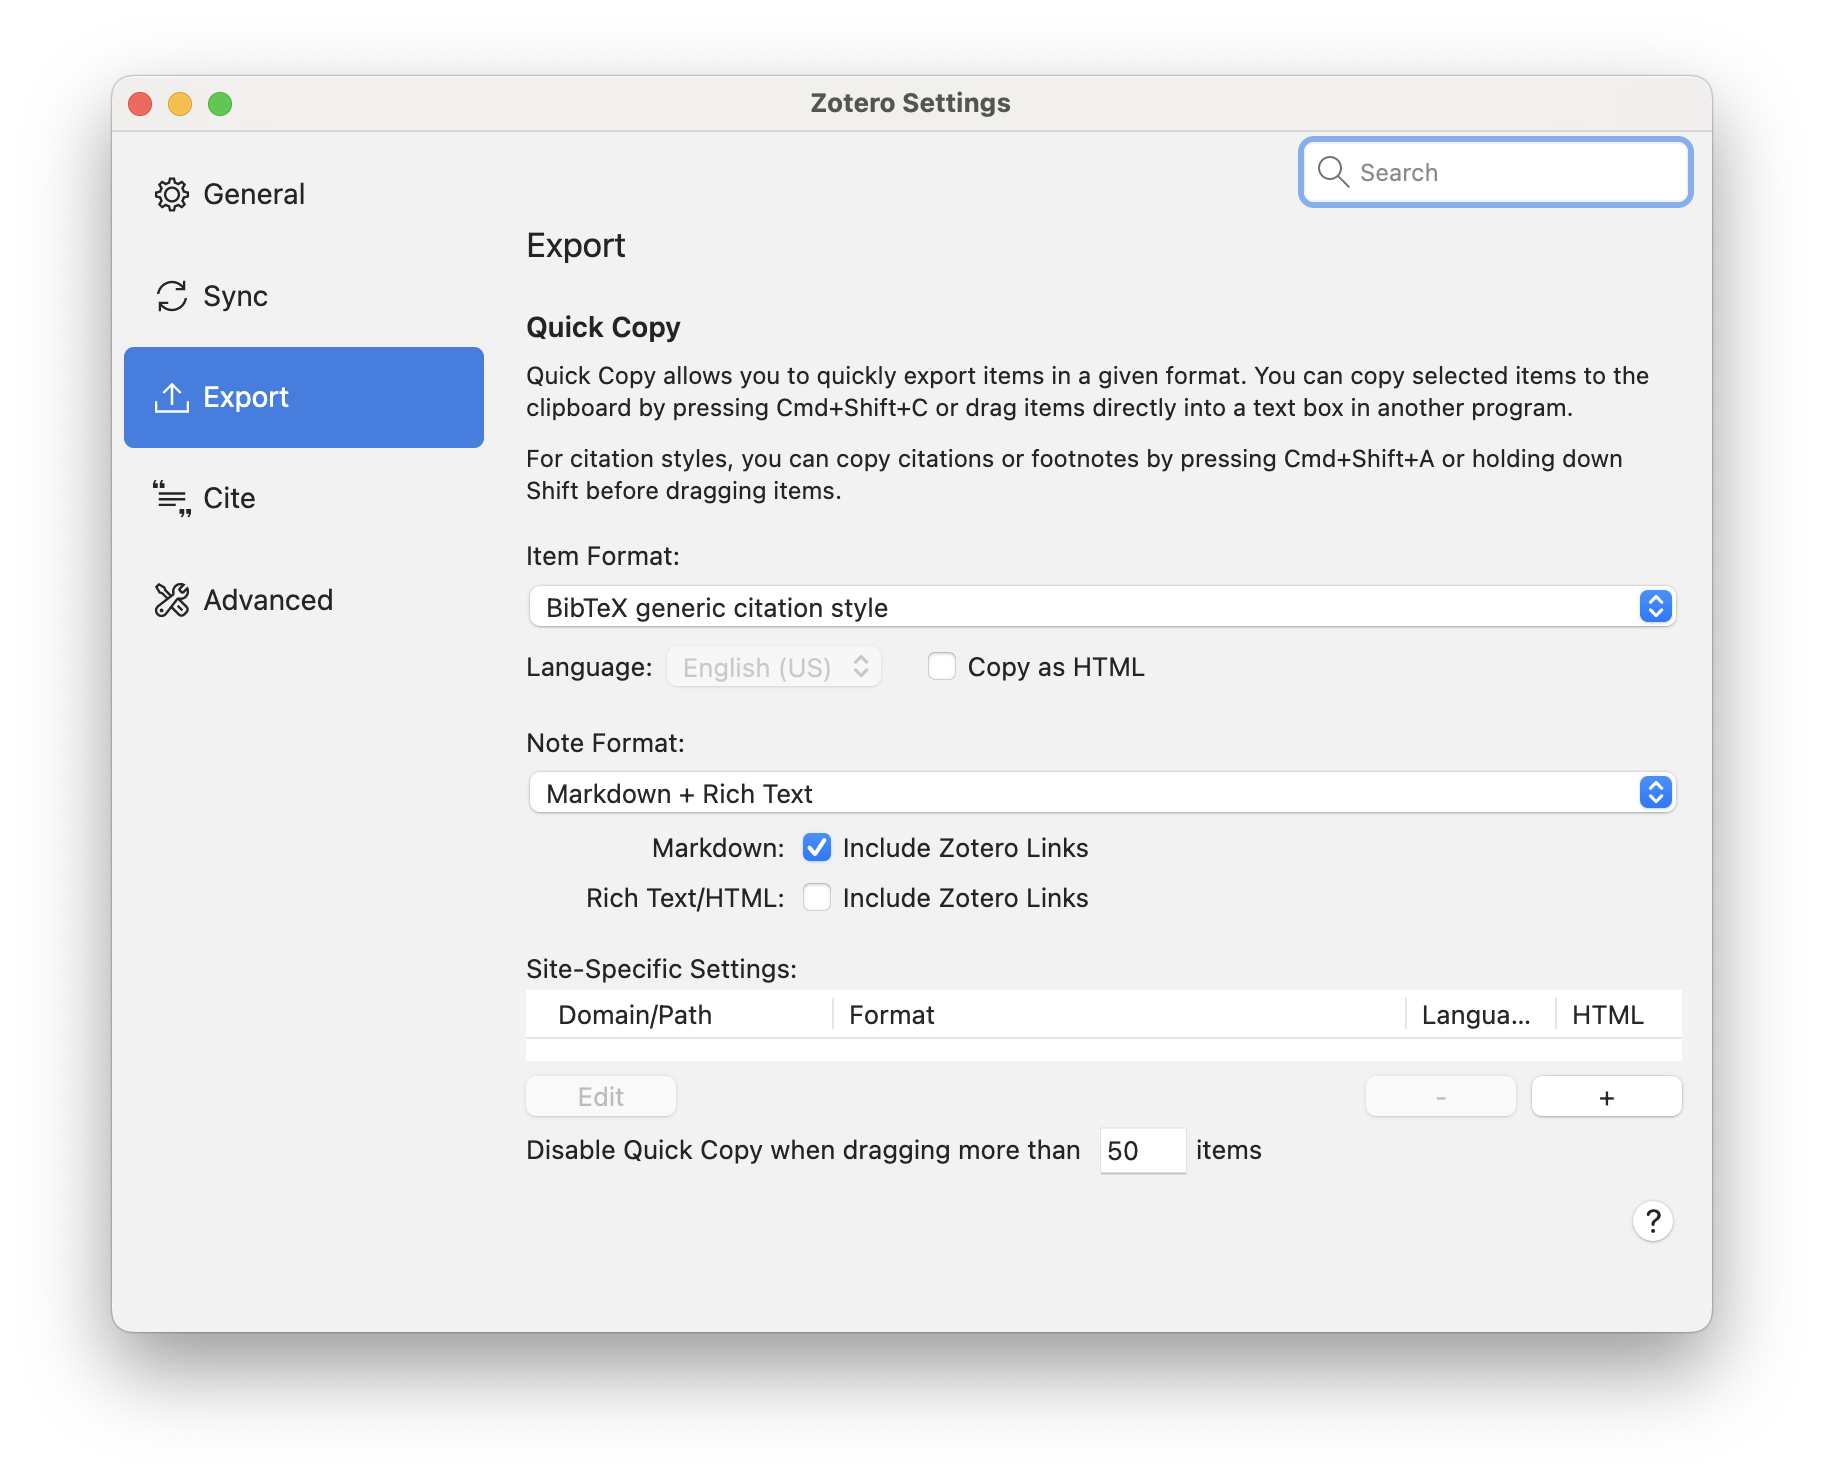 Zotero Settings
Search
General
Sync
Export
Cite
Advanced
Export
Quick Copy
Quick Copy allows you to quickly export items in a given format. You can copy selected items to the
clipboard by pressing Cmd+Shift+C or drag items directly into a text box in another program.
For citation styles, you can copy citations or footnotes by pressing Cmd+Shift+A or holding down
Shift before dragging items.
Item Format:
BibTeX generic citation style
Language: English (US) Copy as HTML
Note Format:
Markdown + Rich Text
Markdown: Include Zotero Links
Rich Text/HTML: Include Zotero Links
Site-Specific Settings:
Domain/Path Format Langua... HTML
Edit - +
Disable Quick Copy when dragging more than 50 items
?